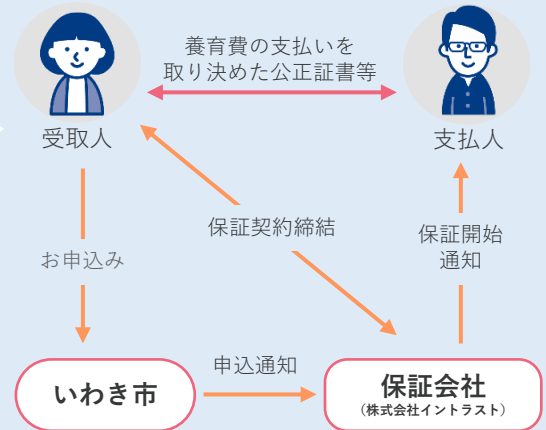 養育費の支払いを
取り決めた公正証書等
受取人
支払人
保証契約締結
保証開始
通知
お申込み
申込通知
いわき市
保証会社
（株式会社イントラスト）